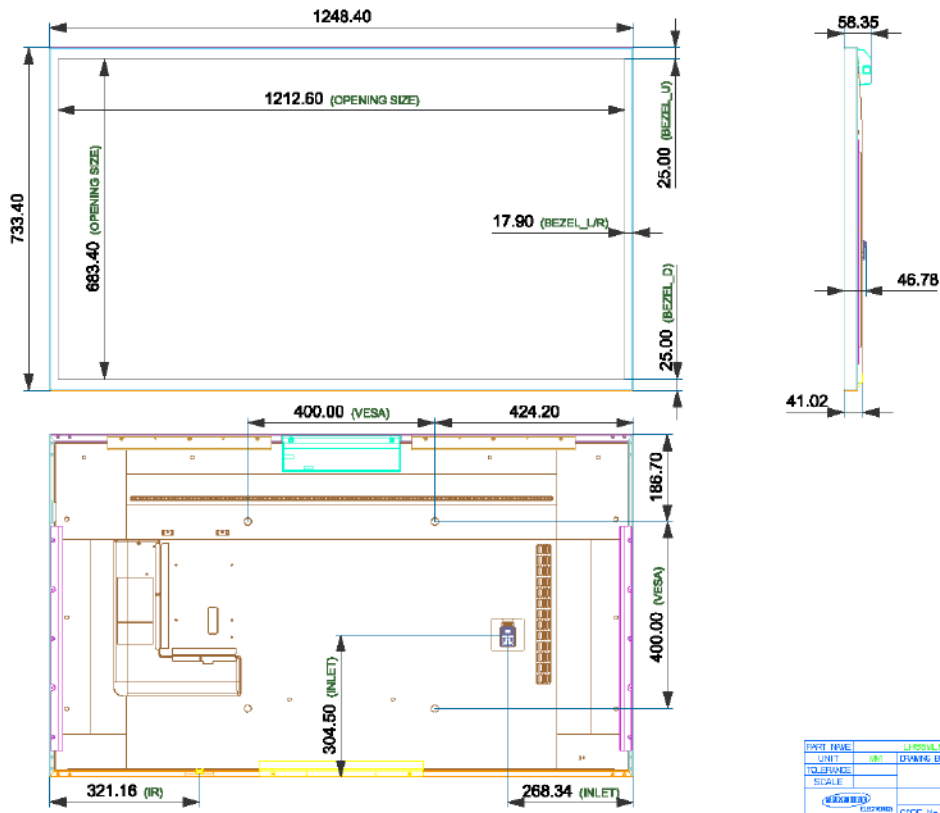 1248.40
58.35
1212.60 (OPENING SIZE)
25.00 (BEZEL_U)
733.40
683.40 (OPENING SIZE)
17.90 (BEZEL_L/R)
46.78
25.00 (BEZEL_D)
41.02
400.00 (VESA)
424.20
186.70
400.00 (VESA)
304.50 (INLET)
321.16 (IR)
268.34 (INLET)
PART NAME
UNIT
TOLERANCE
SCALE
ELECTRONICS